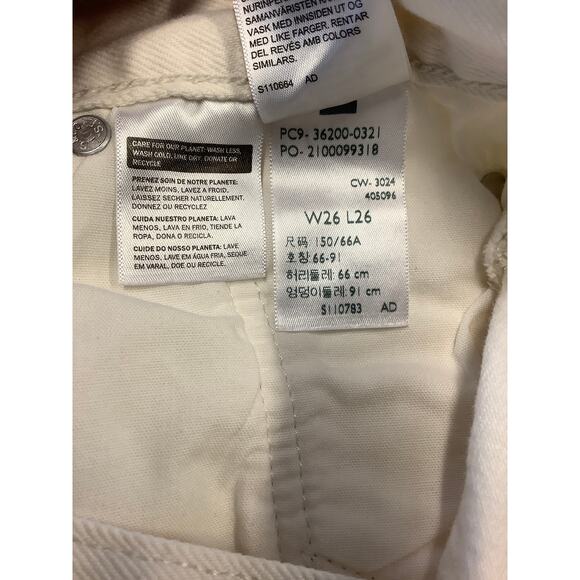 NURINPER
SAMANVÄRISTEN KANSSA
VASK MED INNSIDEN UT OG
MED LIKE FARGER. RENTAR
DEL REVÉS AMB COLORS
SIMILARS.
S110664 AD
CARE FOR OUR PLANET: WASH LESS,
WASH COLD, LINE DRY, DONATE OR
RECYCLE
PRENEZ SOIN DE NOTRE PLANETE:
LAVEZ MOINS, LAVEZ A FROID,
LAISSEZ SECHER NATURELLEMENT,
DONNEZ OU RECYCLEZ
CUIDA NUESTRO PLANETA: LAVA
MENOS, LAVA EN FRIO, TIENDE LA
ROPA, DONA O RECICLA.
CUIDE DO NOSSO PLANETA: LAVE
MENOS, LAVE EM ÁGUA FRIA, SEQUE
EM VARAL, DOE OU RECICLE.
PC9- 36200-0321
PO- 2100099318
CW- 3024
405096
W26 L26
尺码 150/66A
호칭: 66-91
허리둘레: 66 cm
엉덩이둘레: 91 cm
S110783 AD